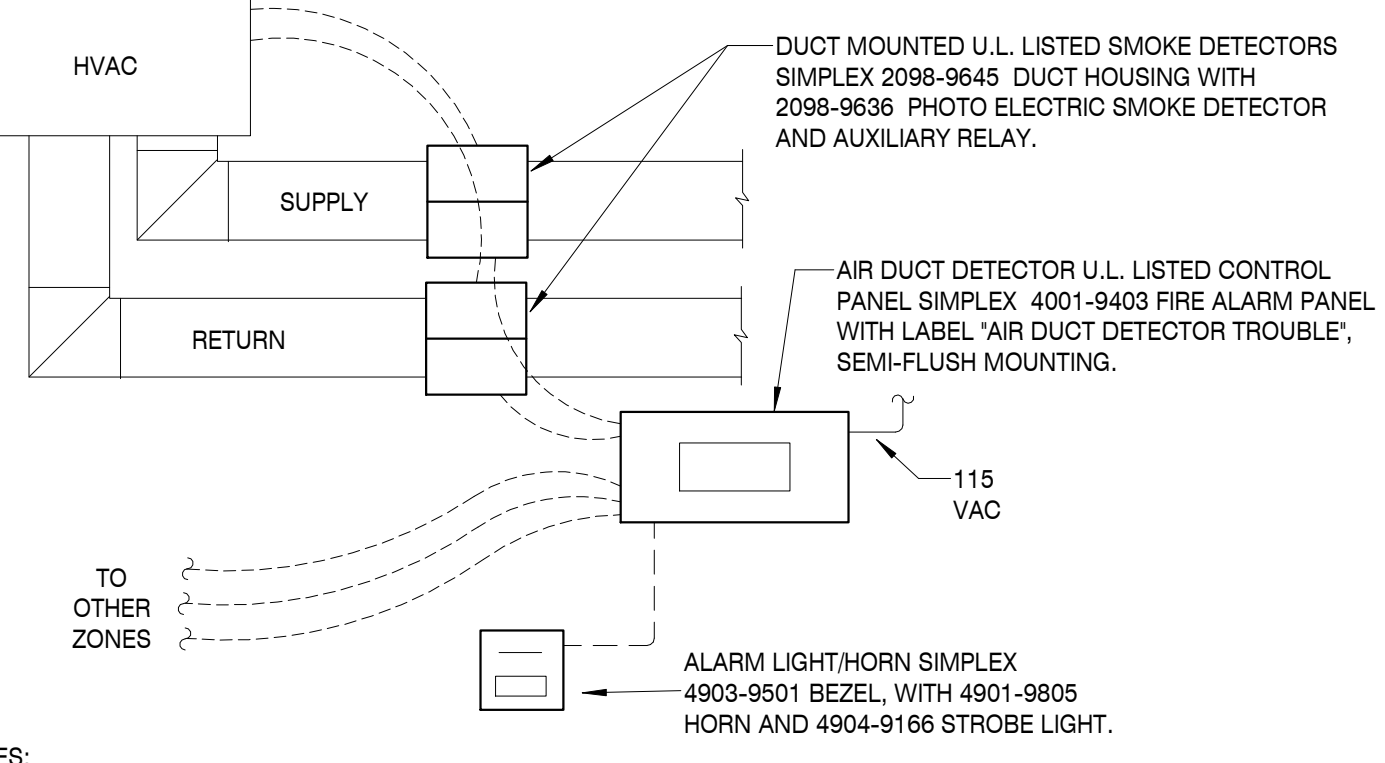 HVAC
DUCT MOUNTED U.L. LISTED SMOKE DETECTORS
SIMPLEX 2098-9645 DUCT HOUSING WITH
2098-9636 PHOTO ELECTRIC SMOKE DETECTOR
AND AUXILIARY RELAY.
SUPPLY
AIR DUCT DETECTOR U.L. LISTED CONTROL
PANEL SIMPLEX 4001-9403 FIRE ALARM PANEL
WITH LABEL "AIR DUCT DETECTOR TROUBLE",
SEMI-FLUSH MOUNTING.
RETURN
115
VAC
TO
OTHER
ZONES
ALARM LIGHT/HORN SIMPLEX
4903-9501 BEZEL, WITH 4901-9805
HORN AND 4904-9166 STROBE LIGHT.